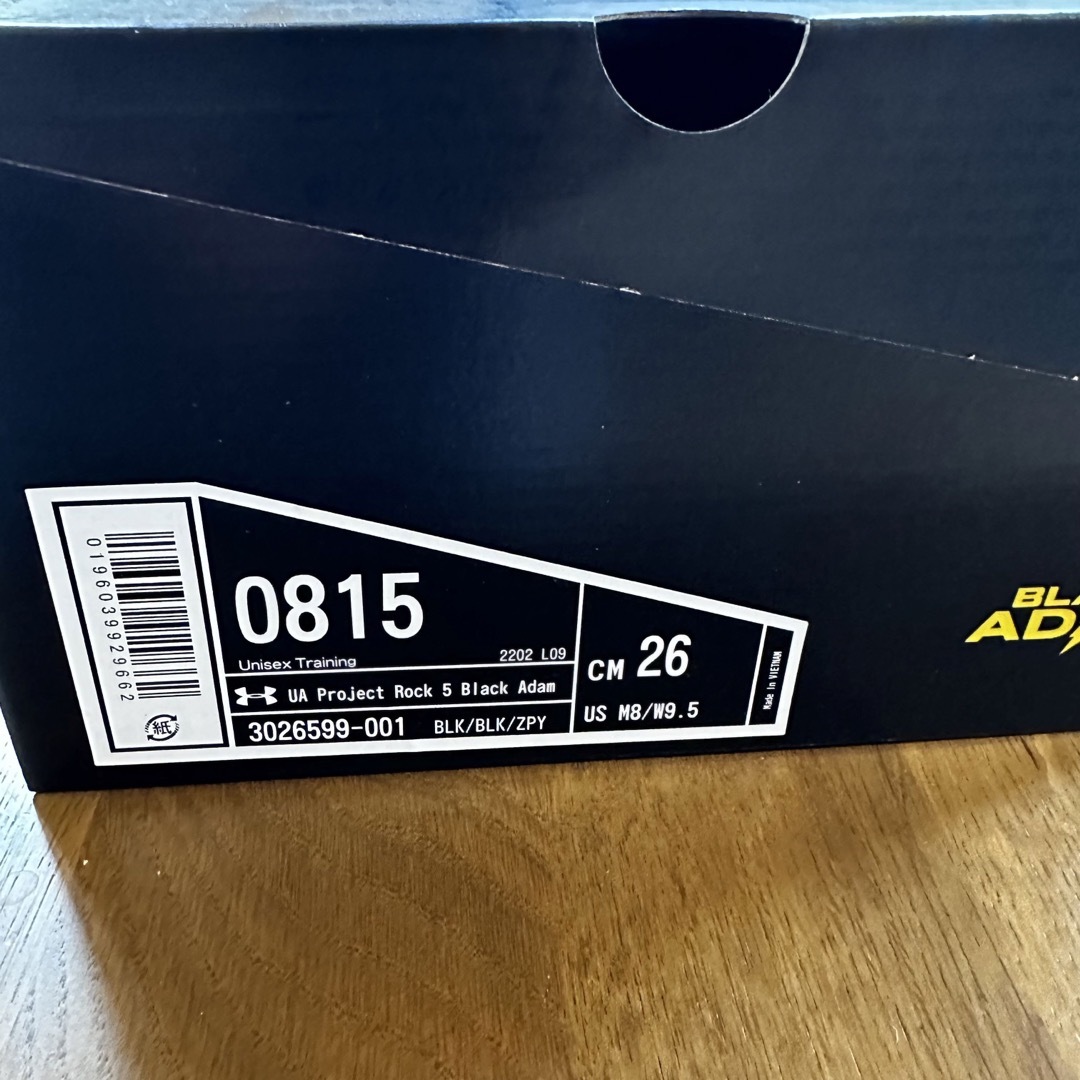 0196039929662
紙
0815
Unisex Training
2202 L09
UA Project Rock 5 Black Adam
3026599-001 BLK/BLK/ZPY
CM 26
US M8/W9.5
Made in VIETNAM